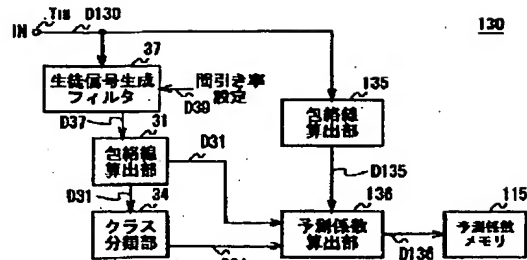 IN TIN D130 130
37
生徒信号生成
フィルタ
間引き率
設定
D39
135
包絡線
算出部
D37
31
包絡線
算出部
D31
D135
D31
34
クラス
分類部
136
予測係数
算出部
115
予測係数
メモリ
D136